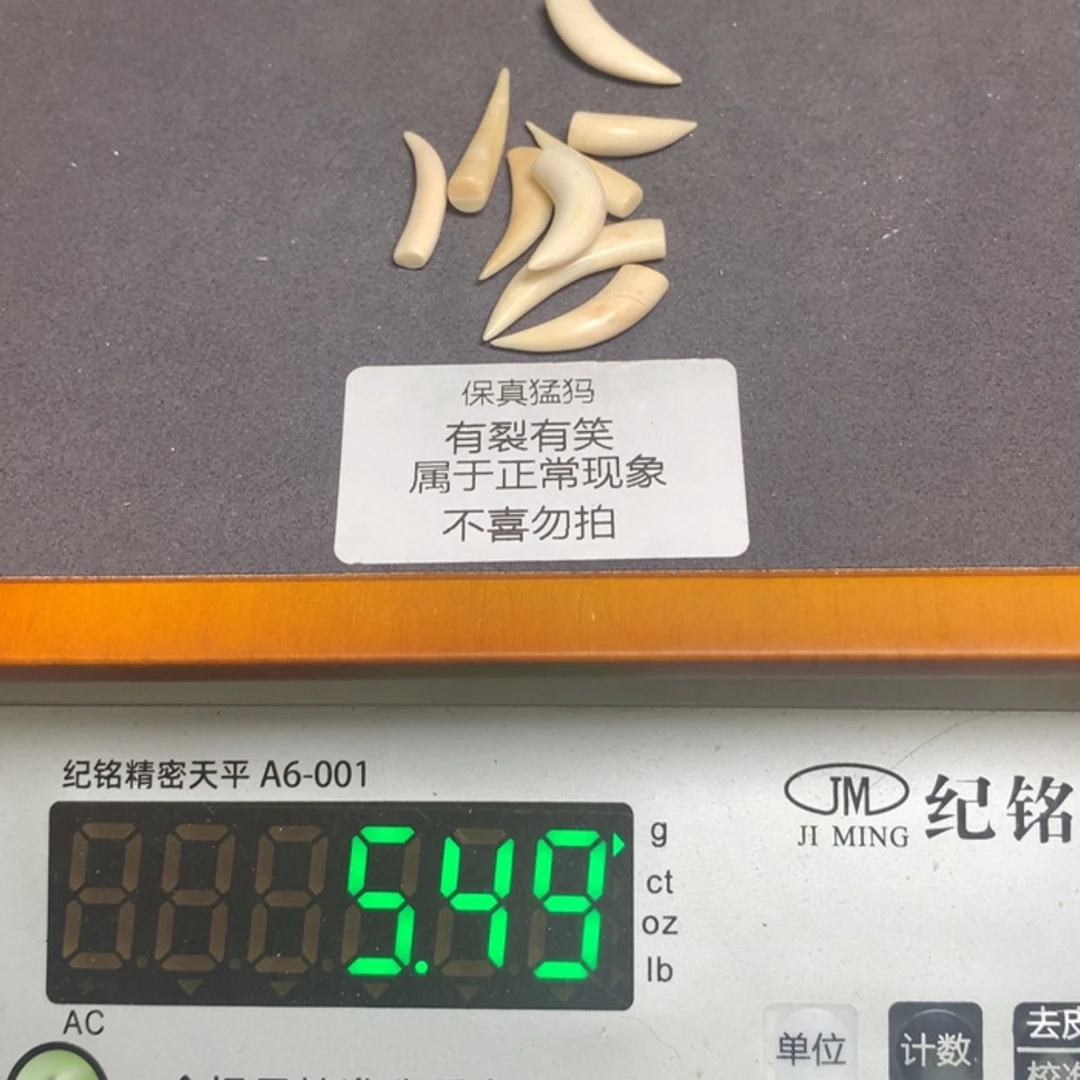 保真猛犸
有裂有笑
属于正常现象
不喜勿拍
纪铭精密天平 A6-001
JM
JI MING
纪铭
5.49
g
ct
oz
lb
AC
单位
计数
去皮
校准